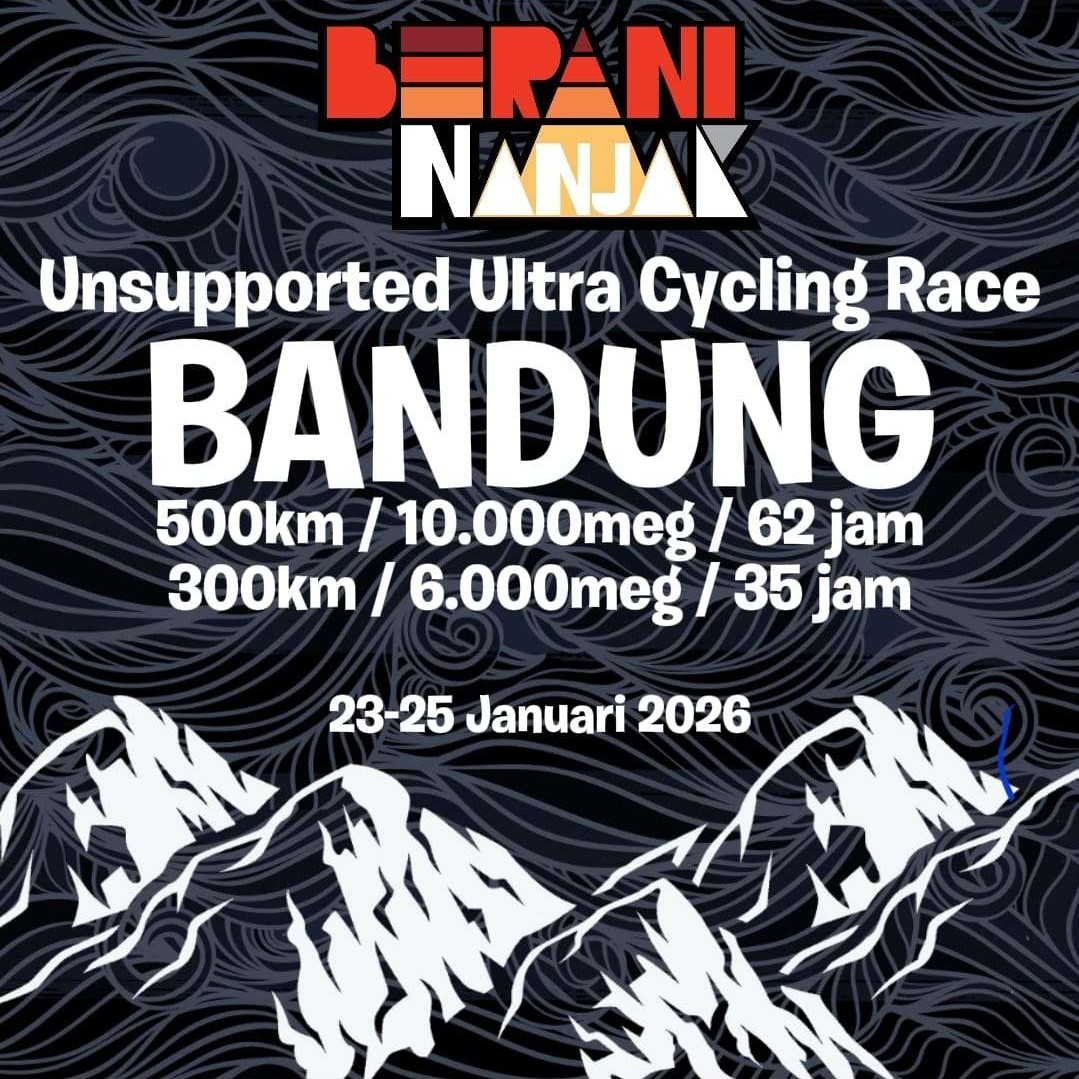 BERANI
NANJAK
Unsupported Ultra Cycling Race
BANDUNG
500km / 10.000meg / 62 jam
300km / 6.000meg / 35 jam
23-25 Januari 2026